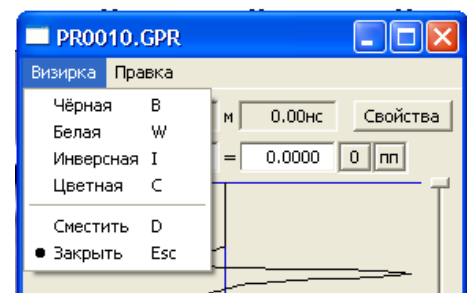 PR0010.GPR
Визирка Правка
Чёрная B
м 0.00нс Свойства
Белая W
Инверсная I
= 0.0000 0 пп
Цветная C
Сместить D
Закрыть Esc